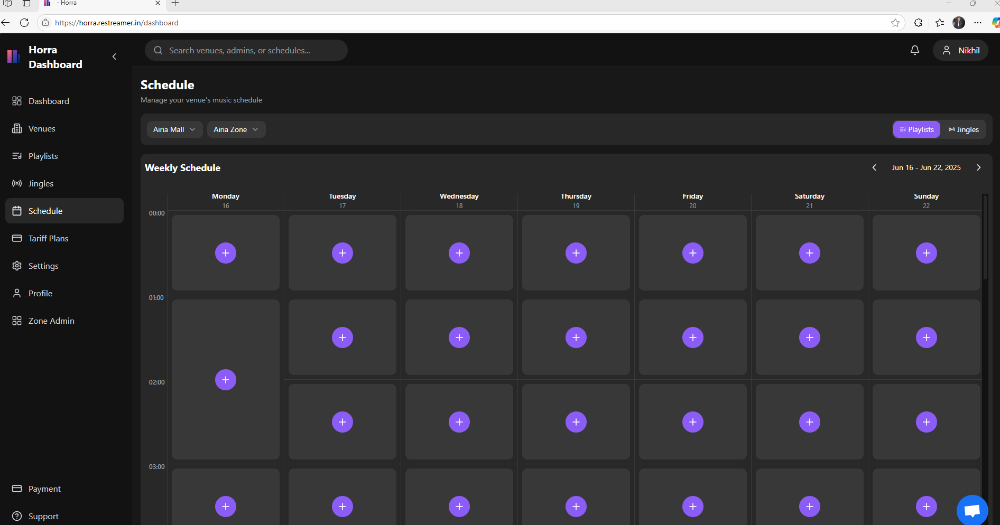 - Horra
https://horra.restreamer.in/dashboard
Horra
Dashboard
Search venues, admins, or schedules...
Nikhil
Dashboard
Venues
Playlists
Jingles
Schedule
Tariff Plans
Settings
Profile
Zone Admin
Payment
Support
Schedule
Manage your venue's music schedule
Airia Mall
Airia Zone
Playlists
Jingles
Weekly Schedule
Jun 16 - Jun 22, 2025
Monday Tuesday Wednesday Thursday Friday Saturday Sunday
16 17 18 19 20 21 22
00:00
01:00
02:00
03:00